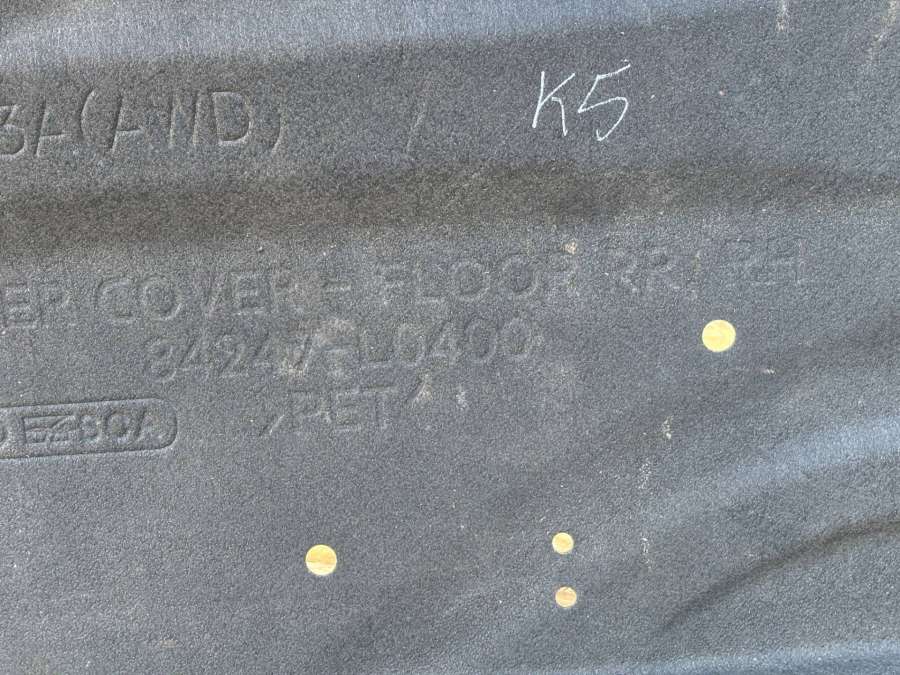 K5
3A(AWD)
ER COVER - FLOOR RR, RH
84247-L0400
>PET<